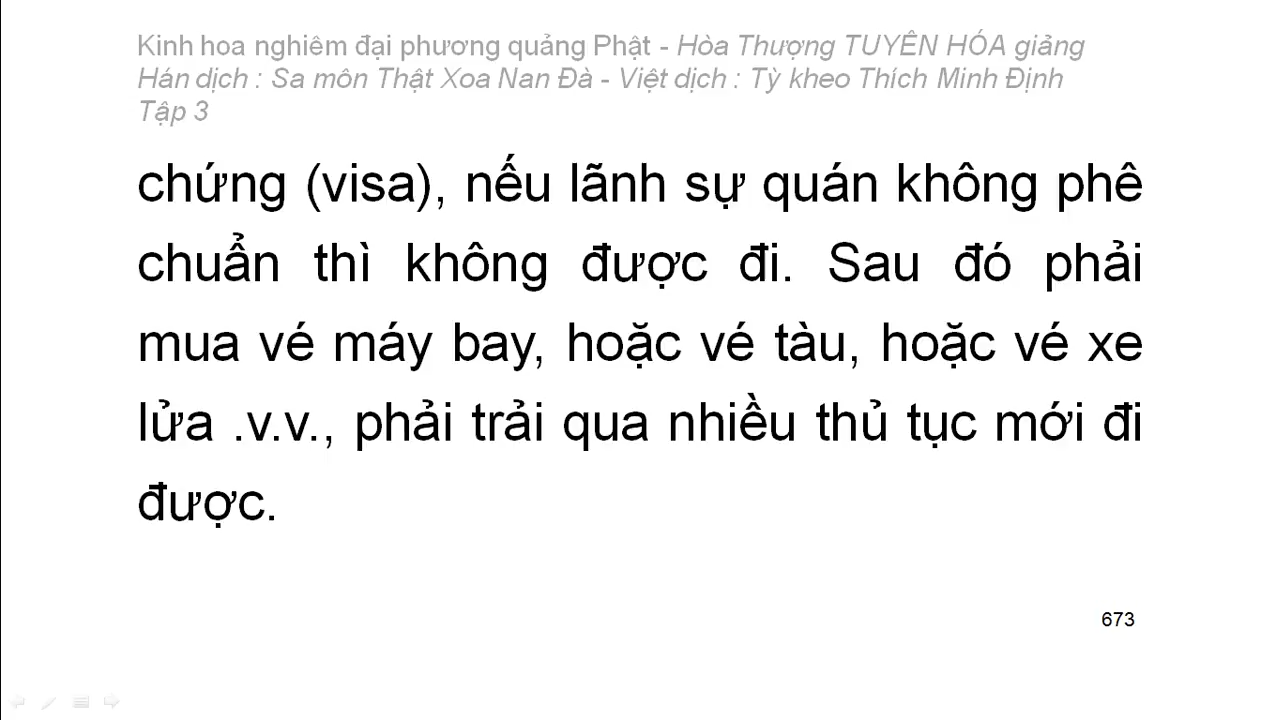 Kinh hoa nghiêm đại phương quảng Phật - Hòa Thượng TUYÊN HÓA giảng
Hán dịch : Sa môn Thật Xoa Nan Đà - Việt dịch : Tỳ kheo Thích Minh Định
Tập 3
chứng (visa), nếu lãnh sự quán không phê
chuẩn thì không được đi. Sau đó phải
mua vé máy bay, hoặc vé tàu, hoặc vé xe
lửa .v.v., phải trải qua nhiều thủ tục mới đi
được.
673